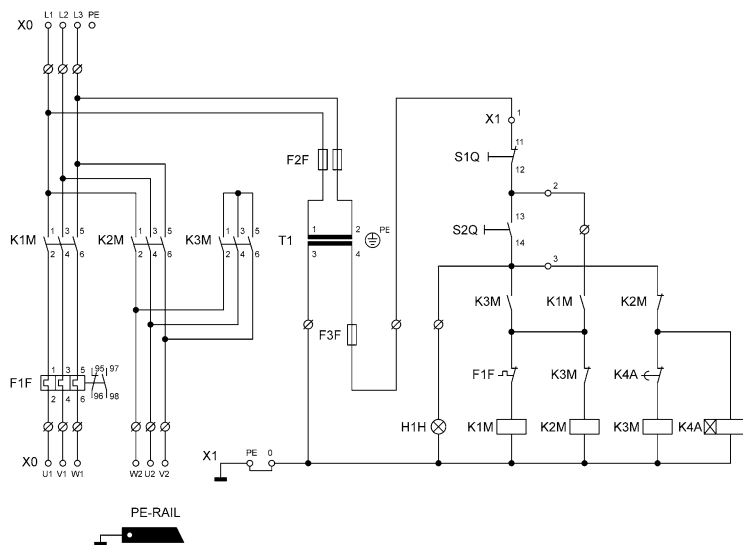 L1 L2 L3 PE
X0
1
X1
11
S1Q
12
F2F
2
13
S2Q
14
1 3 5 1 3 5 1 3 5
K1M K2M K3M
2 4 6 2 4 6 2 4 6
1 2 PE
T1
3 4
3
K3M K1M K2M
F3F
1 3 5 95 97
F1F
2 4 6 96 98
F1F K3M K4A
H1H K1M K2M K3M K4A
X0
U1 V1 W1 W2 U2 V2
X1 PE 0
PE-RAIL